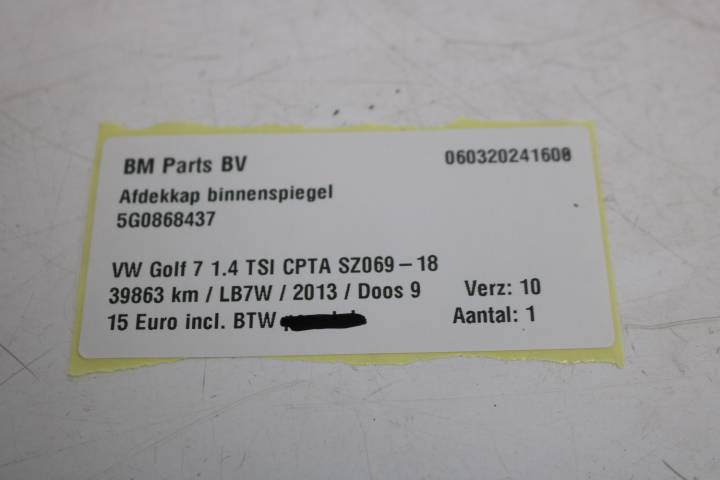 BM Parts BV 060320241608
Afdekkap binnenspiegel
5G0868437
VW Golf 7 1.4 TSI CPTA SZ069-18
39863 km / LB7W / 2013 / Doos 9 Verz: 10
15 Euro incl. BTW Aantal: 1